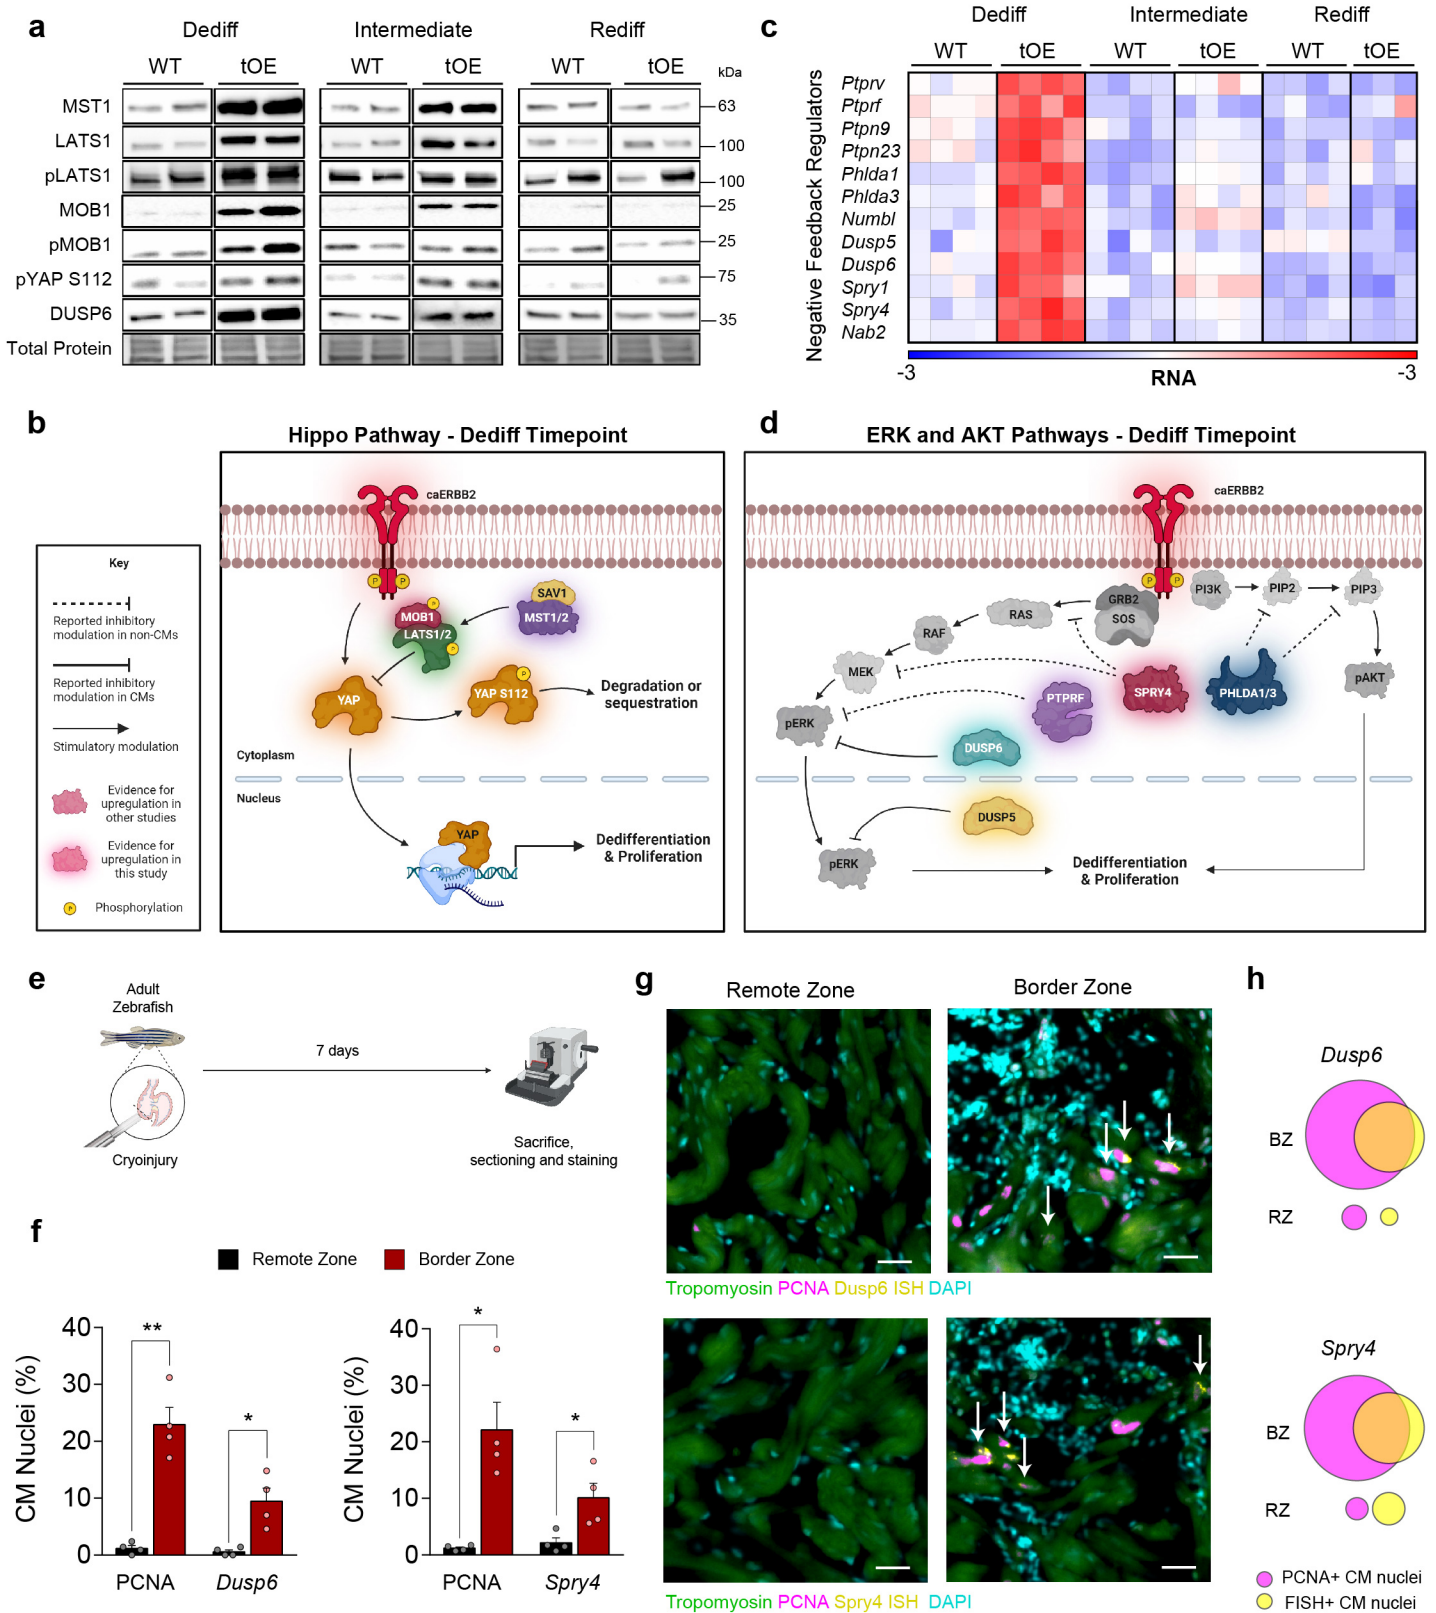 a
Dediff Intermediate Rediff
WT tOE WT tOE WT tOE
kDa
MST1 63
LATS1 100
pLATS1 100
MOB1 25
pMOB1 25
pYAP S112 75
DUSP6 35
Total Protein
c
Dediff Intermediate Rediff
WT tOE WT tOE WT tOE
Negative Feedback Regulators
Ptprv
Ptprf
Ptpn9
Ptpn23
Phlda1
Phlda3
Numbl
Dusp5
Dusp6
Spry1
Spry4
Nab2
-3 RNA -3
b
Hippo Pathway - Dediff Timepoint
Key
Reported inhibitory
modulation in non-CMs
Reported inhibitory
modulation in CMs
Stimulatory modulation
Evidence for
upregulation in
other studies
Evidence for
upregulation in
this study
P Phosphorylation
caERBB2
P P
P
MOB1
LATS1/2
P
SAV1
MST1/2
YAP
P
YAP S112
Degradation or
sequestration
Cytoplasm
Nucleus
YAP
Dedifferentiation
& Proliferation
d
ERK and AKT Pathways - Dediff Timepoint
caERBB2
P P
PI3K PIP2 PIP3
GRB2
SOS
RAS
RAF
MEK
pERK
PTPRF
SPRY4
PHLDA1/3
pAKT
DUSP6
DUSP5
pERK
Dedifferentiation
& Proliferation
e
Adult
Zebrafish
7 days
Cryoinjury
Sacrifice,
sectioning and staining
f
Remote Zone Border Zone
CM Nuclei (%)
40
30
20
10
0
** *
PCNA Dusp6
CM Nuclei (%)
40
30
20
10
0
* *
PCNA Spry4
g
Remote Zone Border Zone
Tropomyosin PCNA Dusp6 ISH DAPI
Tropomyosin PCNA Spry4 ISH DAPI
h
Dusp6
BZ
RZ
Spry4
BZ
RZ
PCNA+ CM nuclei
FISH+ CM nuclei